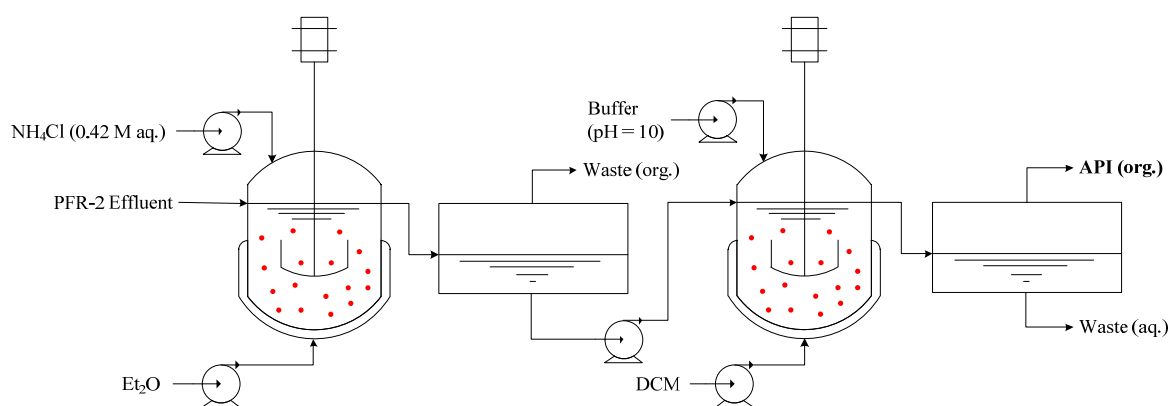 NH₄Cl (0.42 M aq.)
PFR-2 Effluent
Et₂O
Waste (org.)
Buffer
(pH = 10)
DCM
API (org.)
Waste (aq.)